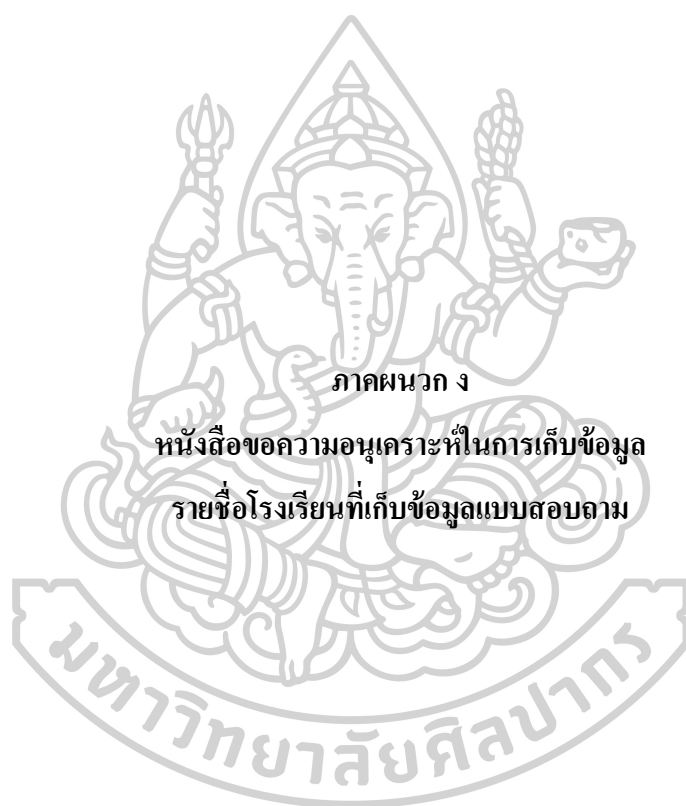 ภาคผนวก ง
หนังสือขอความอนุเคราะห์ในการเก็บข้อมูล
รายชื่อโรงเรียนที่เก็บข้อมูลแบบสอบถาม
มหาวิทยาลัยศิลปากร